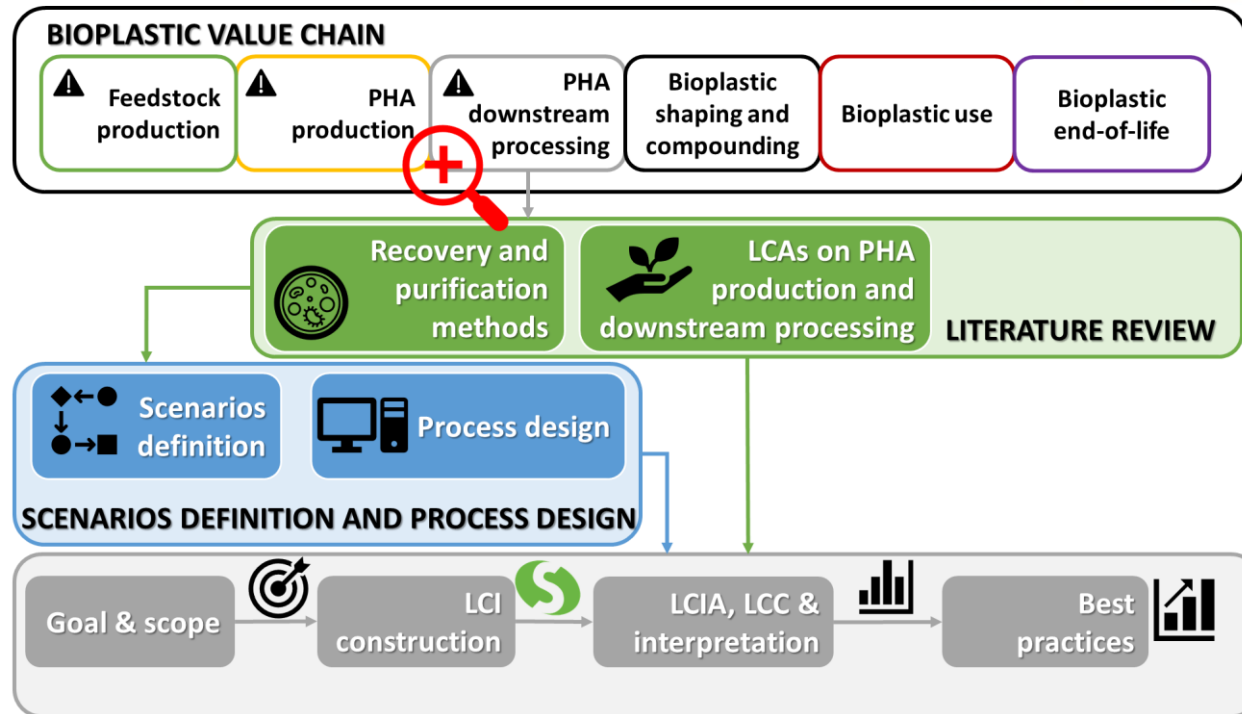 BIOPLASTIC VALUE CHAIN
Feedstock
production
PHA
production
PHA
downstream
processing
Bioplastic
shaping and
compounding
Bioplastic use
Bioplastic
end-of-life
Recovery and
purification
methods
LCAs on PHA
production and
downstream processing
LITERATURE REVIEW
Scenarios
definition
Process design
SCENARIOS DEFINITION AND PROCESS DESIGN
Goal & scope
LCI
construction
LCIA, LCC &
interpretation
Best
practices